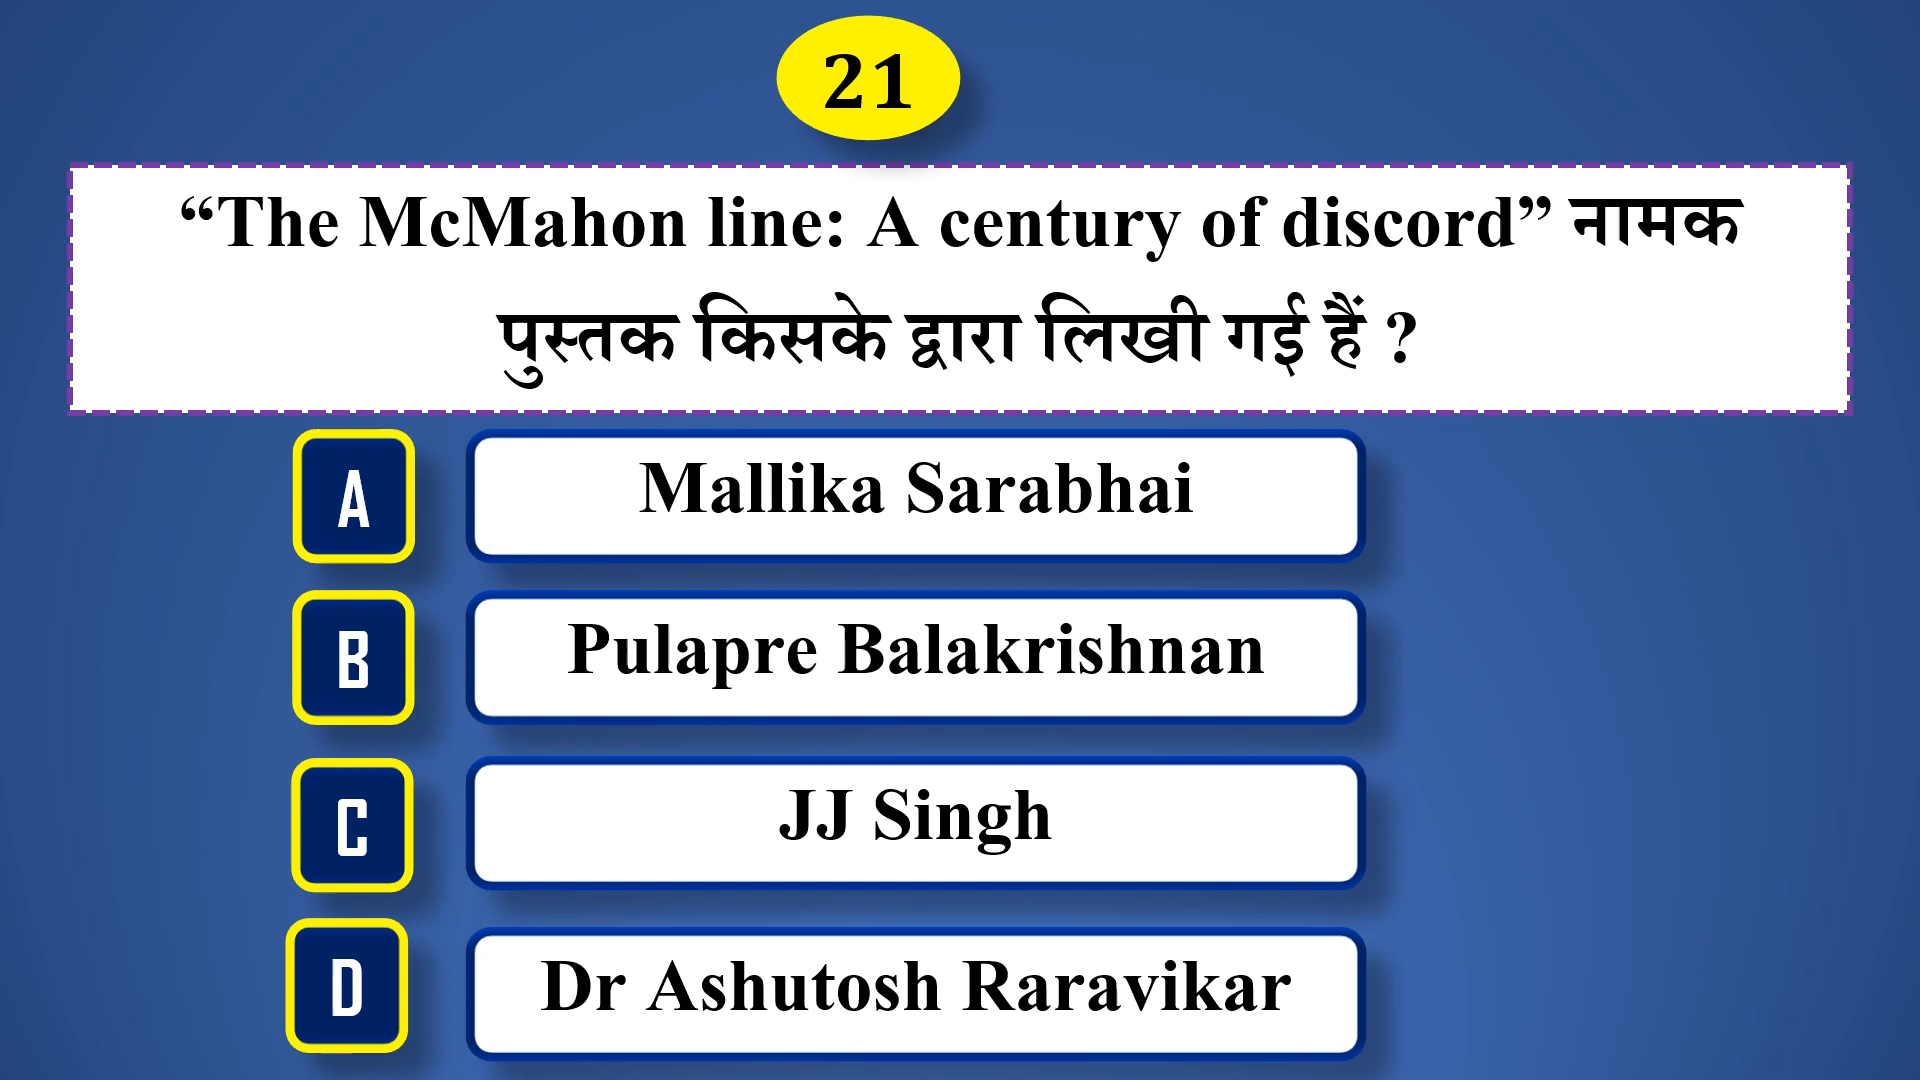 21
“The McMahon line: A century of discord” नामक
पुस्तक किसके द्वारा लिखी गई हैं ?
A
Mallika Sarabhai
B
Pulapre Balakrishnan
C
JJ Singh
D
Dr Ashutosh Raravikar